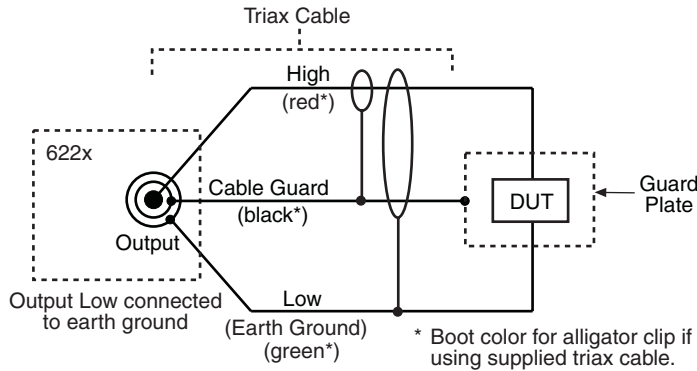 Triax Cable
High
(red*)
622x
Cable Guard
(black*)
Output
DUT
Guard
Plate
Output Low connected
to earth ground
Low
(Earth Ground)
(green*)
* Boot color for alligator clip if
using supplied triax cable.